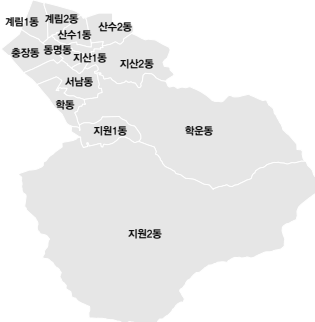 계림1동
계림2동
산수2동
산수1동
충장동
동명동
지산1동
지산2동
서남동
학동
지원1동
학운동
지원2동